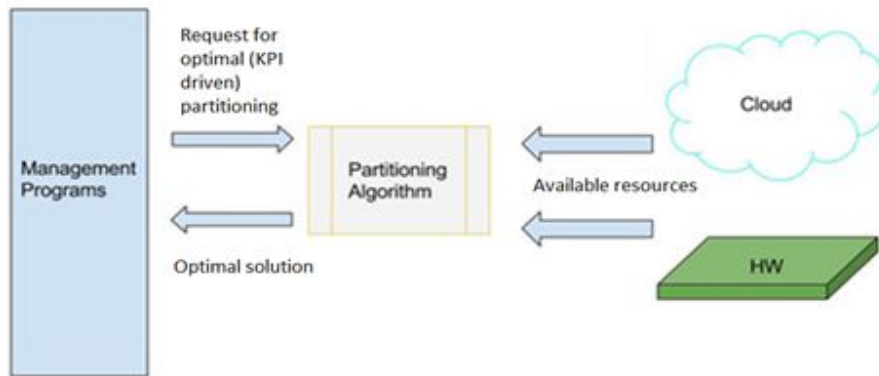 Request for
optimal (KPI
driven)
partitioning
Management
Programs
Partitioning
Algorithm
Optimal solution
Available resources
Cloud
HW